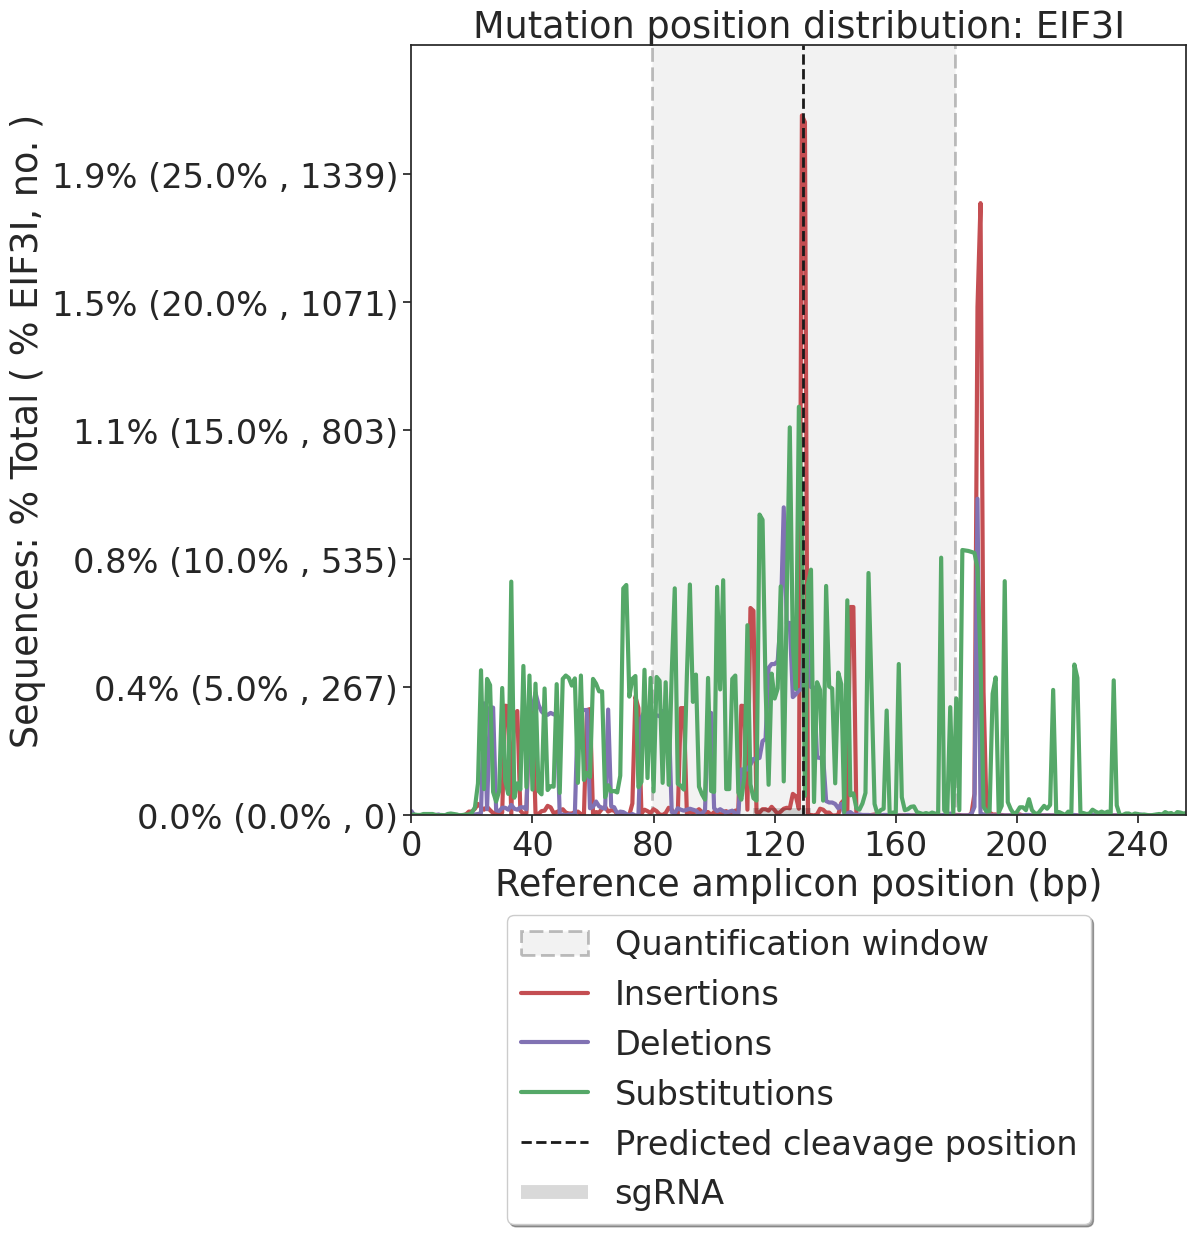 Mutation position distribution: EIF3I
Sequences: % Total ( % EIF3I, no. )
1.9% (25.0% , 1339)
1.5% (20.0% , 1071)
1.1% (15.0% , 803)
0.8% (10.0% , 535)
0.4% (5.0% , 267)
0.0% (0.0% , 0)
0 40 80 120 160 200 240
Reference amplicon position (bp)
Quantification window
Insertions
Deletions
Substitutions
Predicted cleavage position
sgRNA